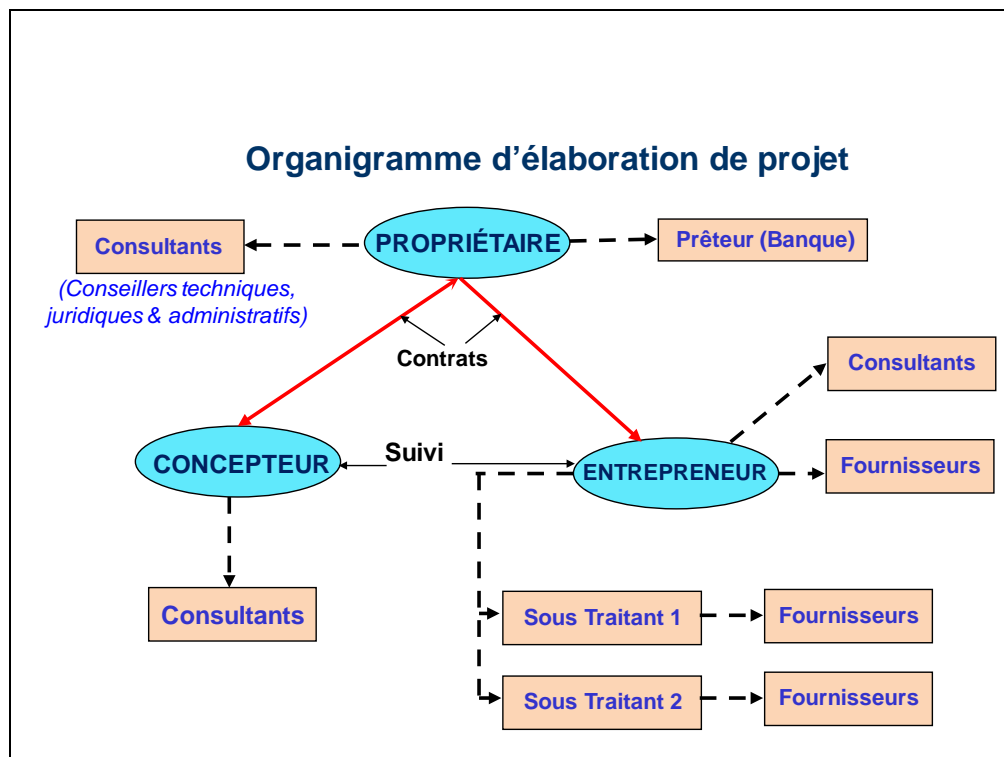 Organigramme d’élaboration de projet
Consultants
PROPRIÉTAIRE
Prêteur (Banque)
(Conseillers techniques,
juridiques & administratifs)
Contrats
Consultants
CONCEPTEUR
Suivi
ENTREPRENEUR
Fournisseurs
Consultants
Sous Traitant 1
Fournisseurs
Sous Traitant 2
Fournisseurs